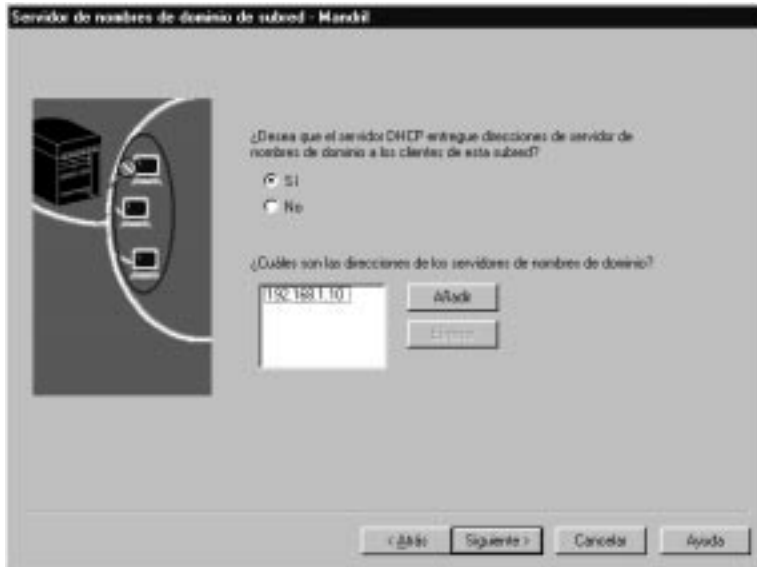 Servidor de nombres de dominio de subred - Mandril
¿Desea que el servidor DHCP entregue direcciones de servidor de
nombres de dominio a los clientes de esta subred?
Sí
No
¿Cuáles son las direcciones de los servidores de nombres de dominio?
192.168.1.10
Añadir
< Atrás
Siguiente >
Cancelar
Ayuda